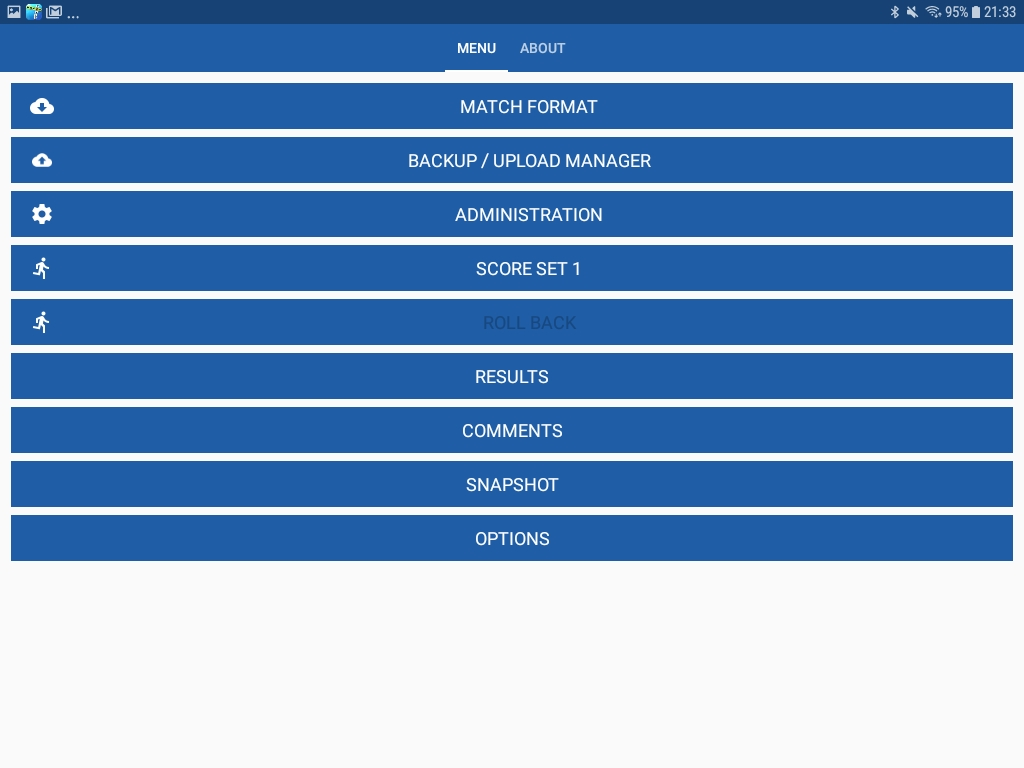 ... 95% 21:33
MENU ABOUT
MATCH FORMAT
BACKUP / UPLOAD MANAGER
ADMINISTRATION
SCORE SET 1
ROLL BACK
RESULTS
COMMENTS
SNAPSHOT
OPTIONS